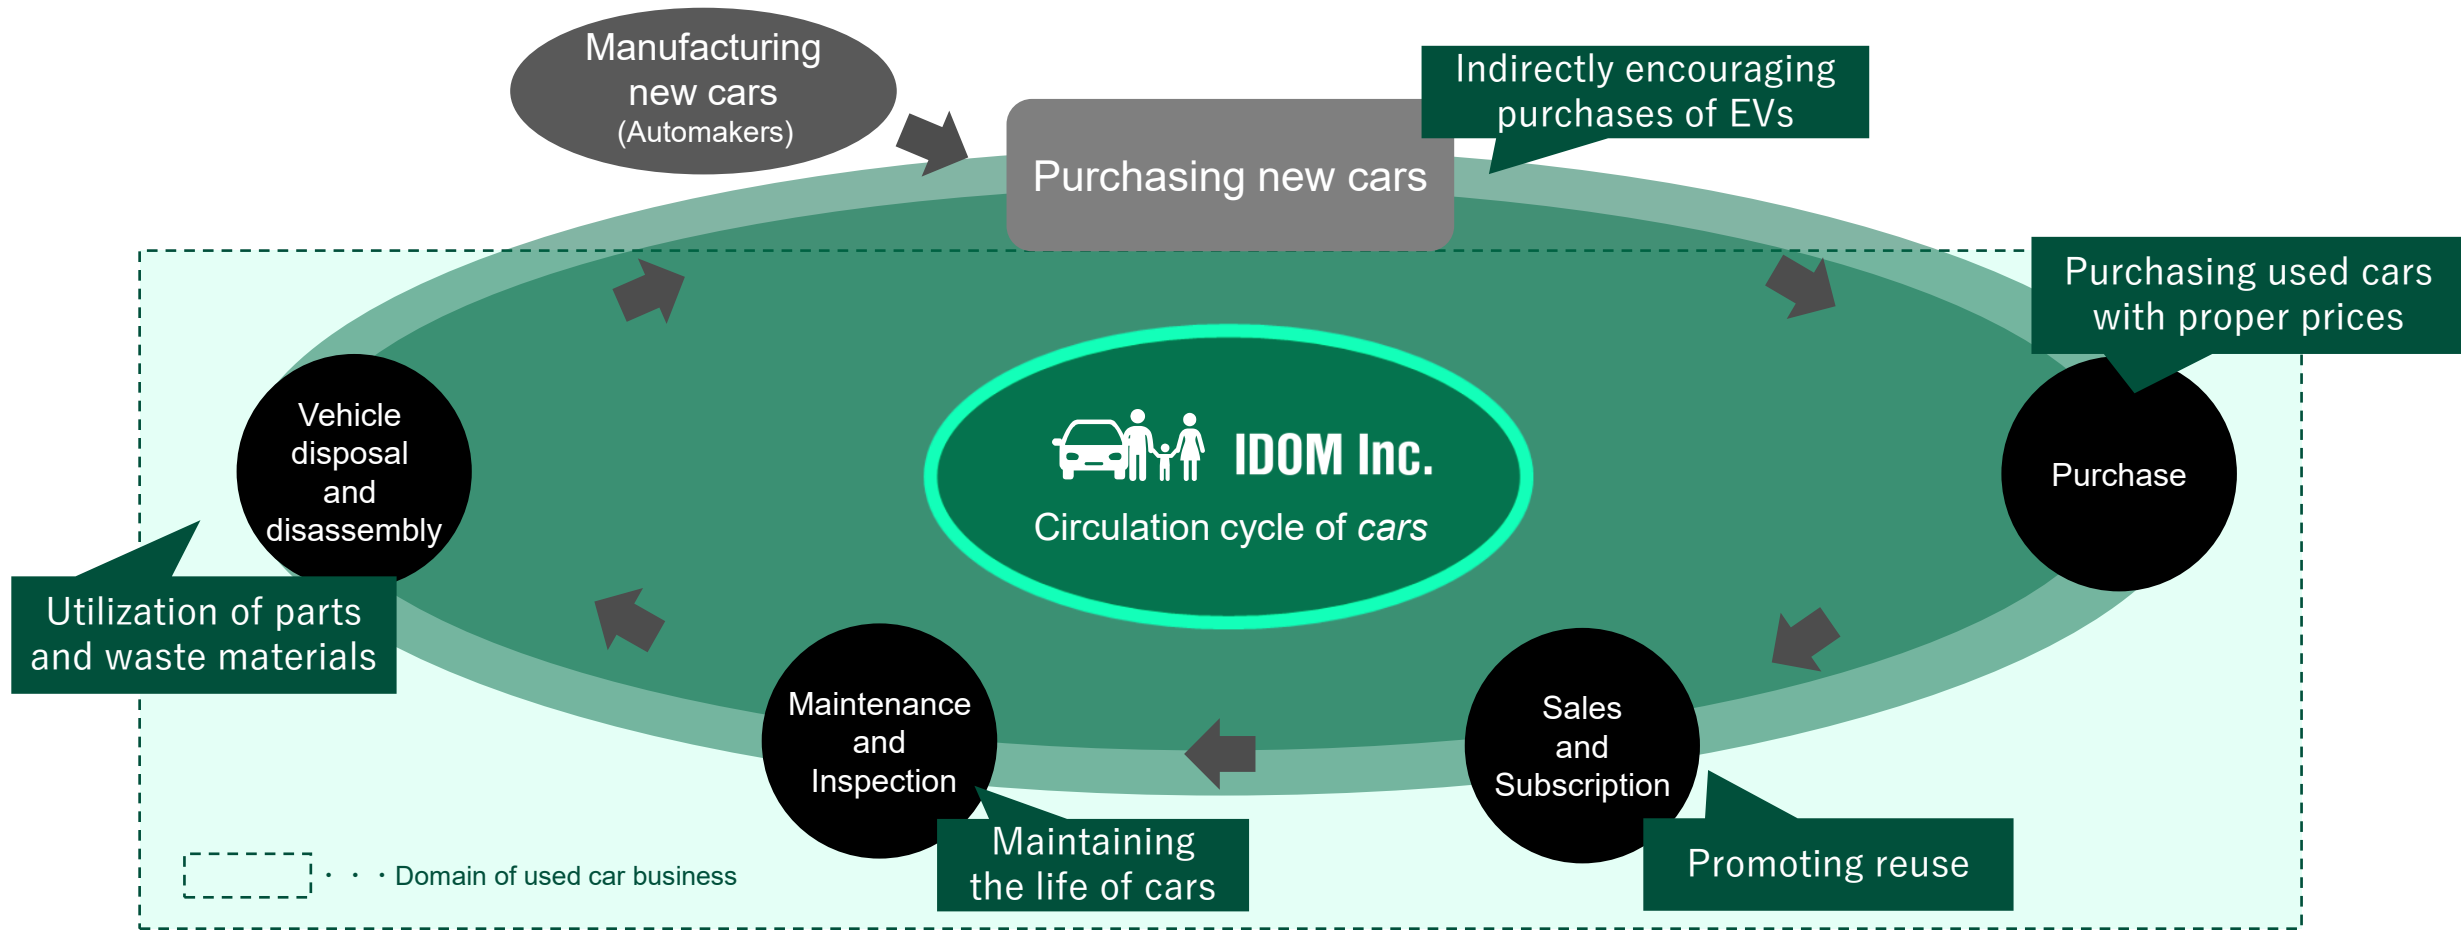 Manufacturing
new cars
(Automakers)
Indirectly encouraging
purchases of EVs
Purchasing new cars
Purchasing used cars
with proper prices
Vehicle
disposal
and
disassembly
IDOM Inc.
Circulation cycle of cars
Purchase
Utilization of parts
and waste materials
Maintenance
and
Inspection
Sales
and
Subscription
Maintaining
the life of cars
Promoting reuse
・・・Domain of used car business